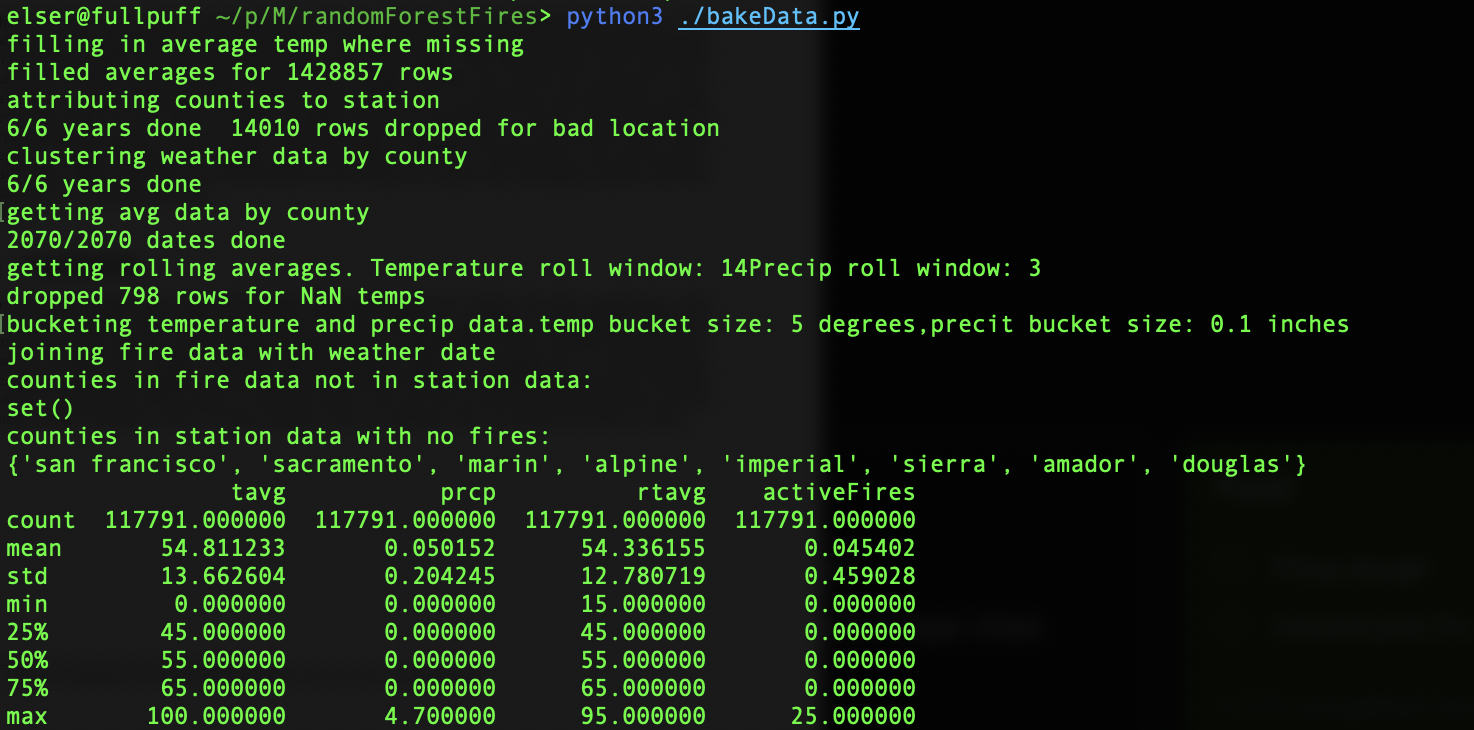 elser@fullpuff ~/p/M/randomForestFires> python3 ./bakeData.py
filling in average temp where missing
filled averages for 1428857 rows
attributing counties to station
6/6 years done  14010 rows dropped for bad location
clustering weather data by county
6/6 years done
getting avg data by county
2070/2070 dates done
getting rolling averages. Temperature roll window: 14Precip roll window: 3
dropped 798 rows for NaN temps
bucketing temperature and precip data.temp bucket size: 5 degrees,precit bucket size: 0.1 inches
joining fire data with weather date
counties in fire data not in station data:
set()
counties in station data with no fires:
{'san francisco', 'sacramento', 'marin', 'alpine', 'imperial', 'sierra', 'amador', 'douglas'}
                tavg           prcp          rtavg    activeFires
count  117791.000000  117791.000000  117791.000000  117791.000000
mean       54.811233       0.050152      54.336155       0.045402
std        13.662604       0.204245      12.780719       0.459028
min         0.000000       0.000000      15.000000       0.000000
25%        45.000000       0.000000      45.000000       0.000000
50%        55.000000       0.000000      55.000000       0.000000
75%        65.000000       0.000000      65.000000       0.000000
max       100.000000       4.700000      95.000000      25.000000